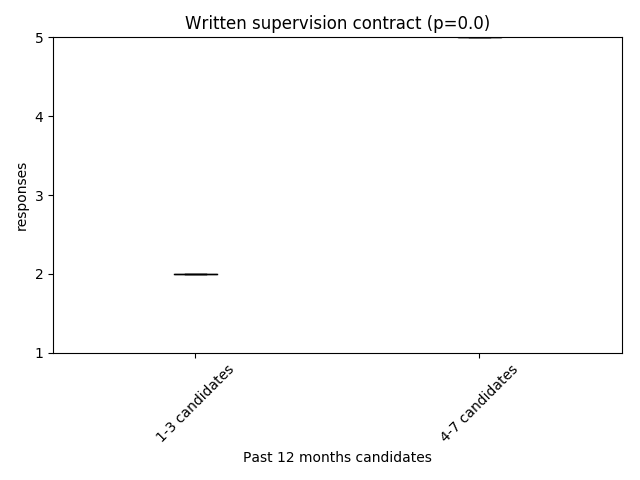 Written supervision contract (p=0.0)
5
4
3
2
1
responses
1-3 candidates
4-7 candidates
Past 12 months candidates